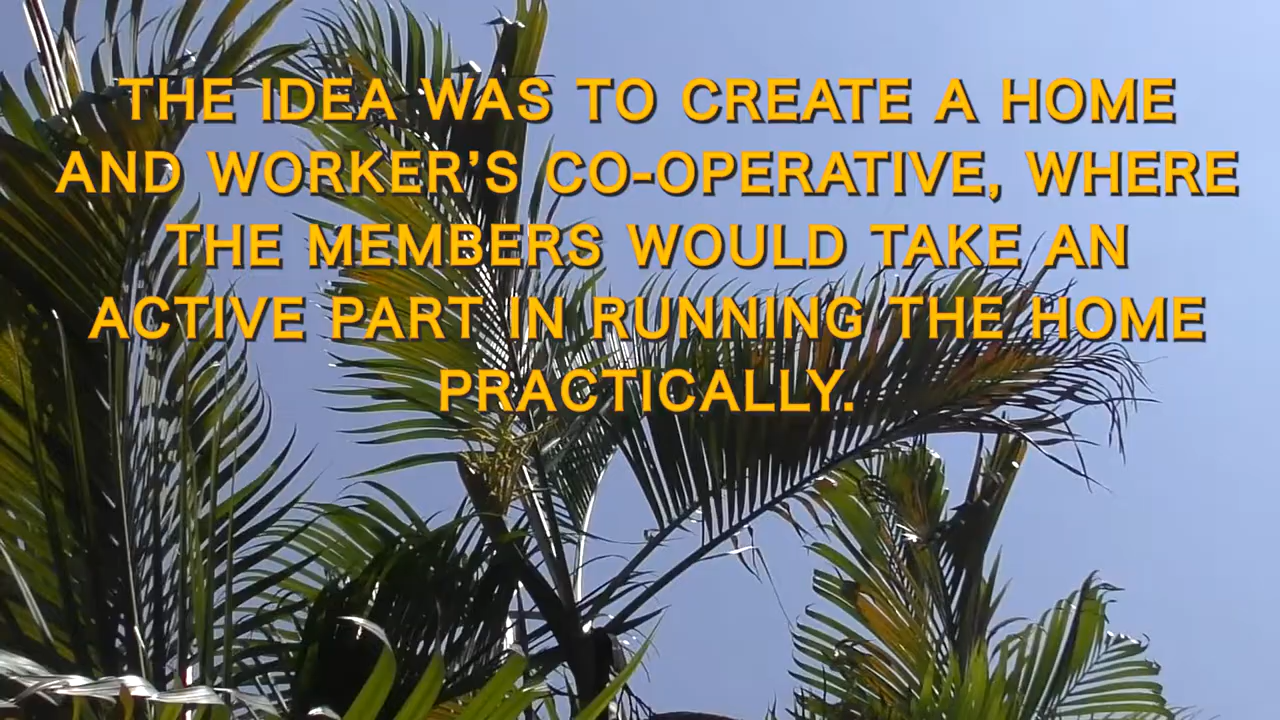 THE IDEA WAS TO CREATE A HOME
AND WORKER’S CO-OPERATIVE, WHERE
THE MEMBERS WOULD TAKE AN
ACTIVE PART IN RUNNING THE HOME
PRACTICALLY.